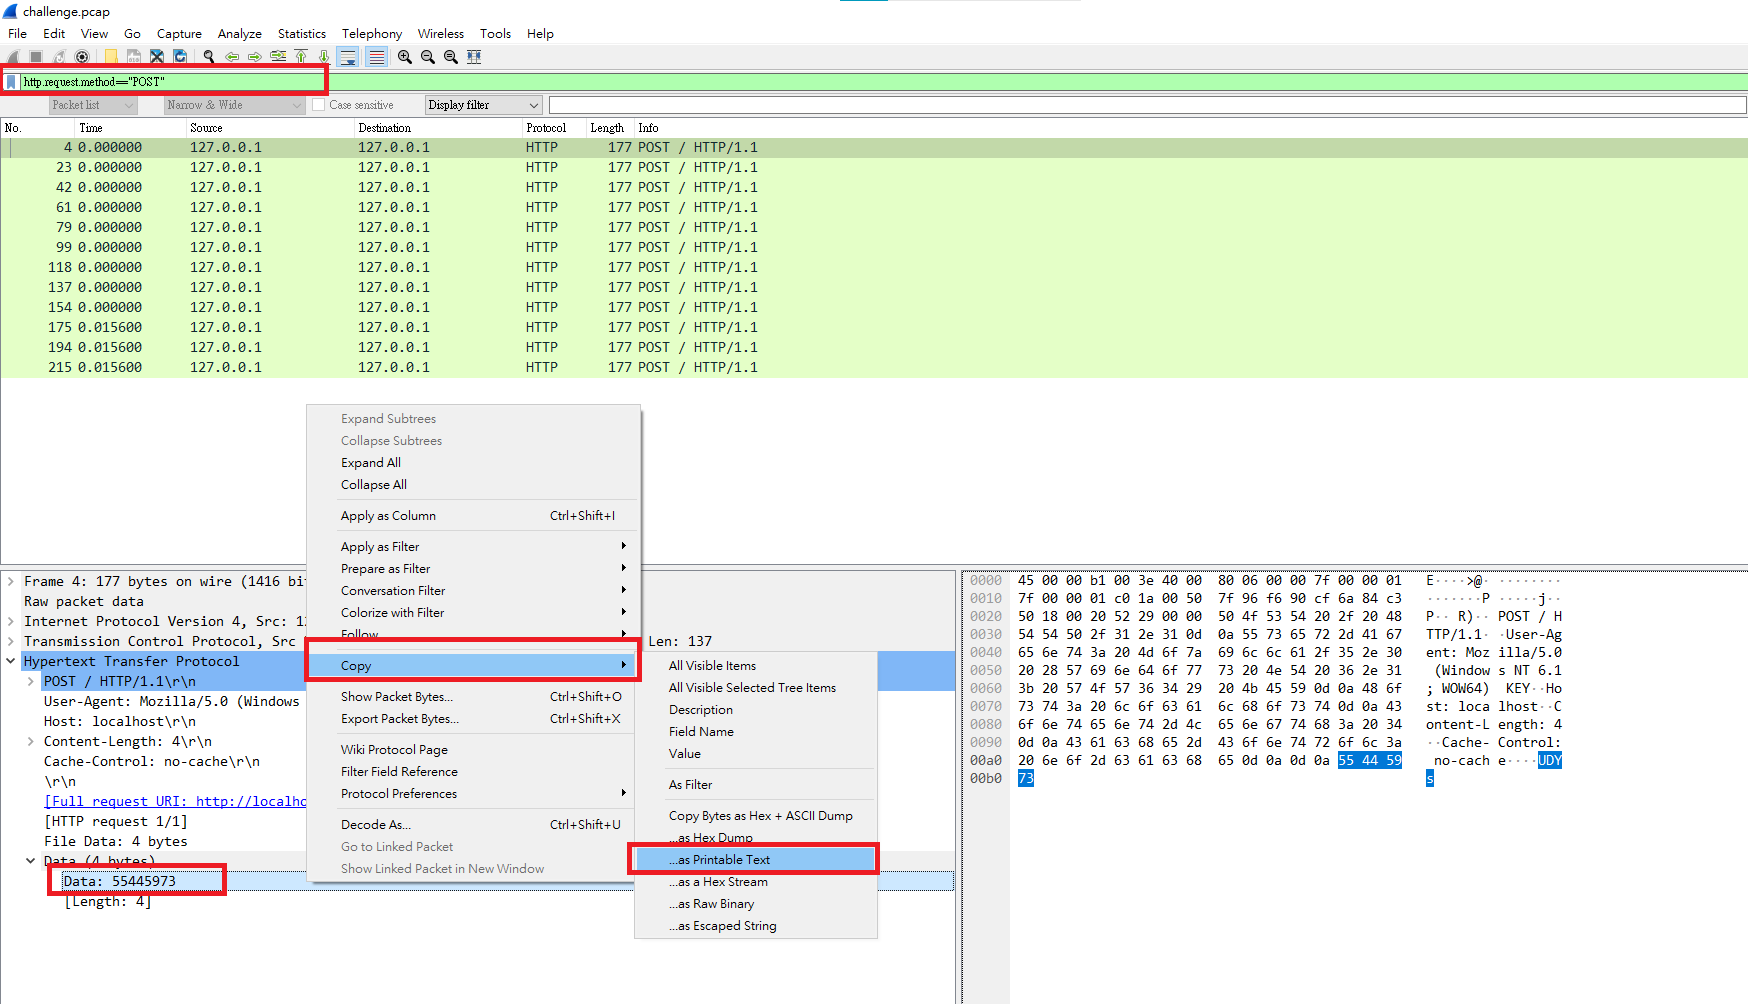 challenge.pcap
File Edit View Go Capture Analyze Statistics Telephony Wireless Tools Help
http.request.method=="POST"
Packet list Narrow & Wide Case sensitive Display filter
No. Time Source Destination Protocol Length Info
4 0.000000 127.0.0.1 127.0.0.1 HTTP 177 POST / HTTP/1.1
23 0.000000 127.0.0.1 127.0.0.1 HTTP 177 POST / HTTP/1.1
42 0.000000 127.0.0.1 127.0.0.1 HTTP 177 POST / HTTP/1.1
61 0.000000 127.0.0.1 127.0.0.1 HTTP 177 POST / HTTP/1.1
79 0.000000 127.0.0.1 127.0.0.1 HTTP 177 POST / HTTP/1.1
99 0.000000 127.0.0.1 127.0.0.1 HTTP 177 POST / HTTP/1.1
118 0.000000 127.0.0.1 127.0.0.1 HTTP 177 POST / HTTP/1.1
137 0.000000 127.0.0.1 127.0.0.1 HTTP 177 POST / HTTP/1.1
154 0.000000 127.0.0.1 127.0.0.1 HTTP 177 POST / HTTP/1.1
175 0.015600 127.0.0.1 127.0.0.1 HTTP 177 POST / HTTP/1.1
194 0.015600 127.0.0.1 127.0.0.1 HTTP 177 POST / HTTP/1.1
215 0.015600 127.0.0.1 127.0.0.1 HTTP 177 POST / HTTP/1.1
Expand Subtrees
Collapse Subtrees
Expand All
Collapse All
Apply as Column Ctrl+Shift+I
Apply as Filter
Prepare as Filter
Conversation Filter
Colorize with Filter
Follow
Copy
Show Packet Bytes... Ctrl+Shift+O
Export Packet Bytes... Ctrl+Shift+X
Wiki Protocol Page
Filter Field Reference
Protocol Preferences
Decode As... Ctrl+Shift+U
Go to Linked Packet
Show Linked Packet in New Window
All Visible Items
All Visible Selected Tree Items
Description
Field Name
Value
As Filter
Copy Bytes as Hex + ASCII Dump
...as Hex Dump
...as Printable Text
...as a Hex Stream
...as Raw Binary
...as Escaped String
Frame 4: 177 bytes on wire (1416 bi
Raw packet data
Internet Protocol Version 4, Src: 12
Transmission Control Protocol, Src Len: 137
Hypertext Transfer Protocol
POST / HTTP/1.1\r\n
User-Agent: Mozilla/5.0 (Windows
Host: localhost\r\n
Content-Length: 4\r\n
Cache-Control: no-cache\r\n
\r\n
[Full request URI: http://localho
[HTTP request 1/1]
File Data: 4 bytes
Data (4 bytes)
Data: 55445973
[Length: 4]
0000 45 00 00 b1 00 3e 40 00 80 06 00 00 7f 00 00 01 E····>@· ········
0010 7f 00 00 01 c0 1a 00 50 7f 96 f6 90 cf 6a 84 c3 ·······P ·····j··
0020 50 18 00 20 52 29 00 00 50 4f 53 54 20 2f 20 48 P·· R)·· POST / H
0030 54 54 50 2f 31 2e 31 0d 0a 55 73 65 72 2d 41 67 TTP/1.1· ·User-Ag
0040 65 6e 74 3a 20 4d 6f 7a 69 6c 6c 61 2f 35 2e 30 ent: Moz illa/5.0
0050 20 28 57 69 6e 64 6f 77 73 20 4e 54 20 36 2e 31 (Window s NT 6.1
0060 3b 20 57 4f 57 36 34 29 20 4b 45 59 0d 0a 48 6f ; WOW64) KEY··Ho
0070 73 74 3a 20 6c 6f 63 61 6c 68 6f 73 74 0d 0a 43 st: loca lhost··C
0080 6f 6e 74 65 6e 74 2d 4c 65 6e 67 74 68 3a 20 34 ontent-L ength: 4
0090 0d 0a 43 61 63 68 65 2d 43 6f 6e 74 72 6f 6c 3a ··Cache- Control:
00a0 20 6e 6f 2d 63 61 63 68 65 0d 0a 0d 0a 55 44 59 no-cach e····UDY
00b0 73 s